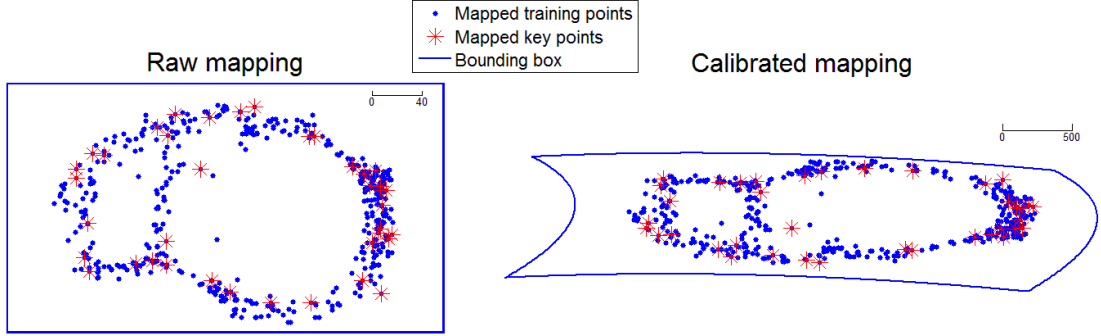 Mapped training points
Mapped key points
Bounding box
Raw mapping
Calibrated mapping
0 40
0 500